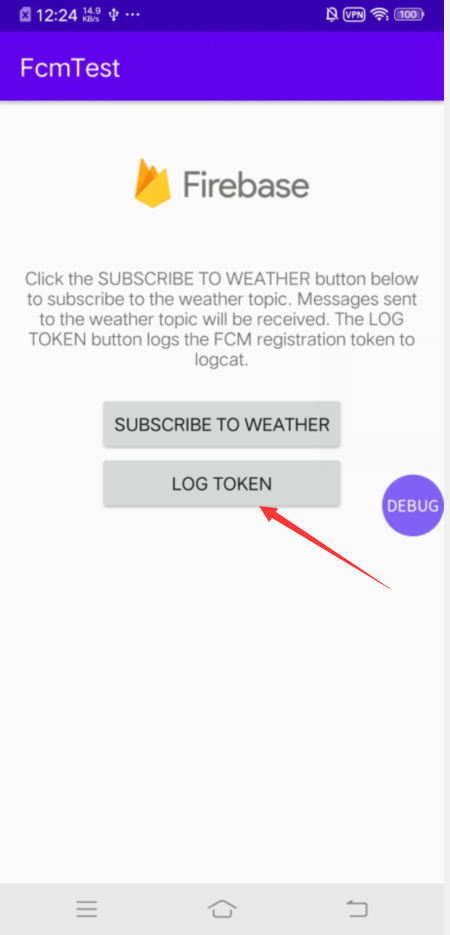 12:24 14.9 KB/s VPN 100
FcmTest
Firebase
Click the SUBSCRIBE TO WEATHER button below
to subscribe to the weather topic. Messages sent
to the weather topic will be received. The LOG
TOKEN button logs the FCM registration token to
logcat.
SUBSCRIBE TO WEATHER
LOG TOKEN
DEBUG